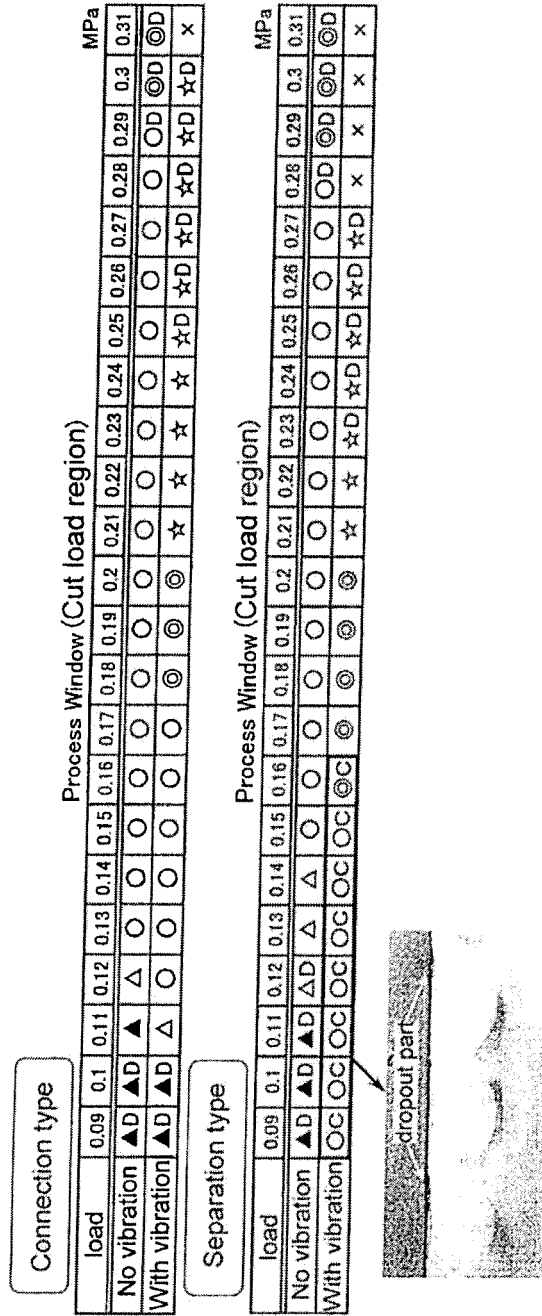 Connection type
Process Window (Cut load region)
MPa
load 0.09 0.1 0.11 0.12 0.13 0.14 0.15 0.16 0.17 0.18 0.19 0.2 0.21 0.22 0.23 0.24 0.25 0.26 0.27 0.28 0.29 0.3 0.31
No vibration ▲D ▲D ▲ △ ○ ○ ○ ○ ○ ○ ○ ○ ○ ○ ○ ○ ○ ○ ○ ○ ○D ◎D ◎D
With vibration ▲D ▲D △ ○ ○ ○ ○ ○ ○ ◎ ◎ ◎ ☆ ☆ ☆ ☆ ☆D ☆D ☆D ☆D ☆D ☆D ×
Separation type
Process Window (Cut load region)
MPa
load 0.09 0.1 0.11 0.12 0.13 0.14 0.15 0.16 0.17 0.18 0.19 0.2 0.21 0.22 0.23 0.24 0.25 0.26 0.27 0.28 0.29 0.3 0.31
No vibration ▲D ▲D ▲D △D △ △ ○ ○ ○ ○ ○ ○ ○ ○ ○ ○ ○ ○ ○ ○D ◎D ◎D ◎D
With vibration ○C ○C ○C ○C ○C ○C ○C ◎C ◎ ◎ ◎ ◎ ☆ ☆ ☆D ☆D ☆D ☆D ☆D × × × ×
dropout part